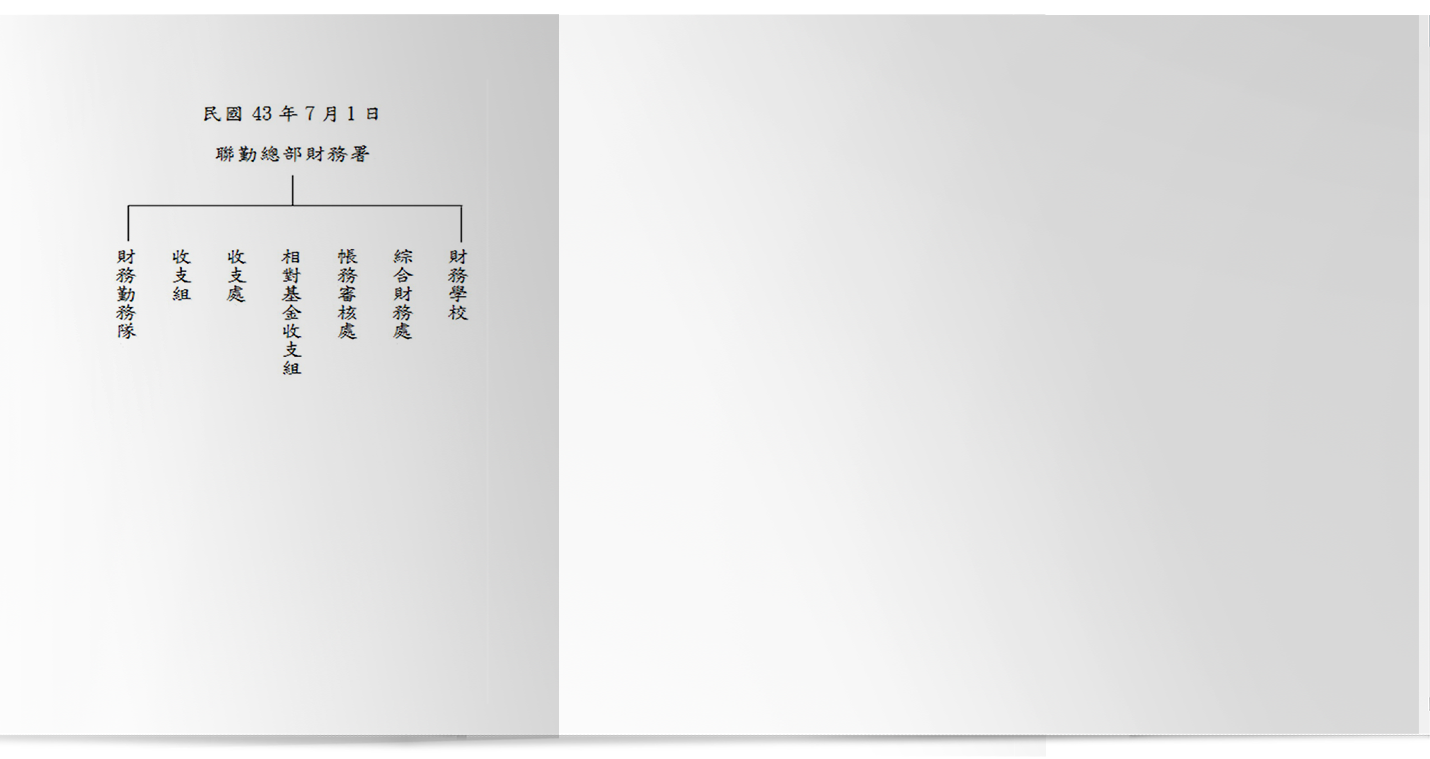 民國 43 年 7 月 1 日
聯勤總部財務署
財務勤務隊
收支組
收支處
相對基金收支組
帳務審核處
綜合財務處
財務學校